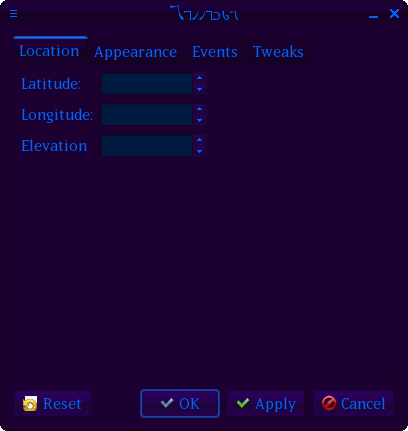 Location Appearance Events Tweaks
Latitude:
Longitude:
Elevation
Reset OK Apply Cancel